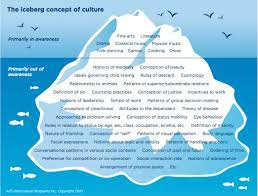 The iceberg concept of culture
Primarily in awareness
Fine arts Literature
Drama Classical music Popular music
Folk-dancing Games Cooking Dress
Primarily out of
awareness
Notions of modesty Conception of beauty
Ideals governing child raising Rules of descent Cosmology
Relationship to animals Patterns of superior/subordinate relations
Definition of sin Courtship practices Conception of justice Incentives to work
Notions of leadership Tempo of work Patterns of group decision-making
Conception of cleanliness Attitudes to the dependent Theory of disease
Approaches to problem solving Conception of status mobility Eye behaviour
Roles in relation to status by age, sex, class, occupation, kinship, etc. Definition of insanity
Nature of friendship Conception of "self" Patterns of visual perception Body language
Facial expressions Notions about logic and validity Patterns of handling emotions
Conversational patterns in various social contexts Conception of past and future Ordering of time
Preference for competition or co-operation Social interaction rate Notions of adolescence
Arrangement of physical space Etc.
AFS Intercultural Programs Inc. Copyright